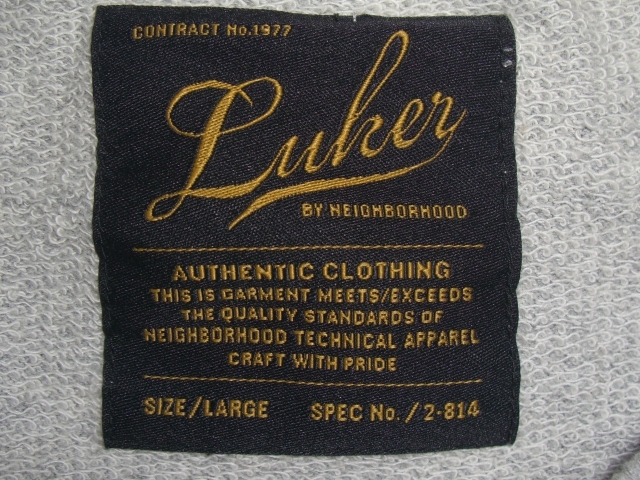 CONTRACT No.1977
Luker
BY NEIGHBORHOOD
AUTHENTIC CLOTHING
THIS IS GARMENT MEETS/EXCEEDS
THE QUALITY STANDARDS OF
NEIGHBORHOOD TECHNICAL APPAREL
CRAFT WITH PRIDE
SIZE/LARGE SPEC No./2-814